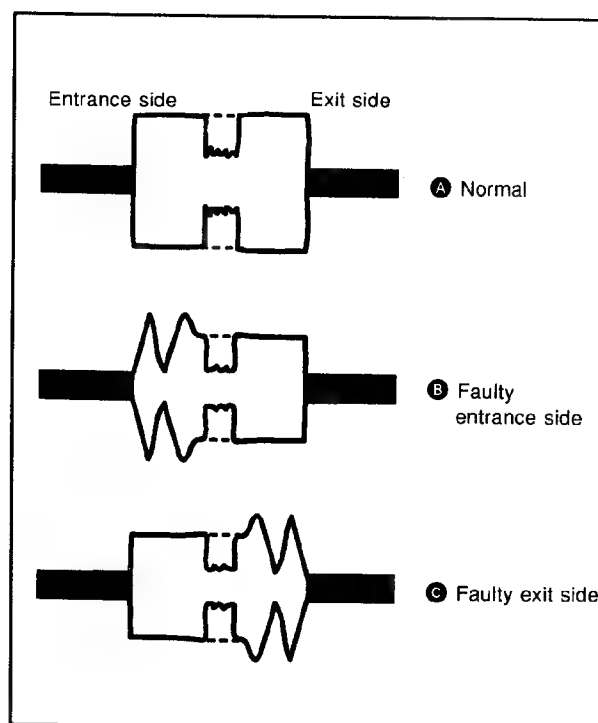 Entrance side
Exit side
A Normal
B Faulty
entrance side
C Faulty exit side